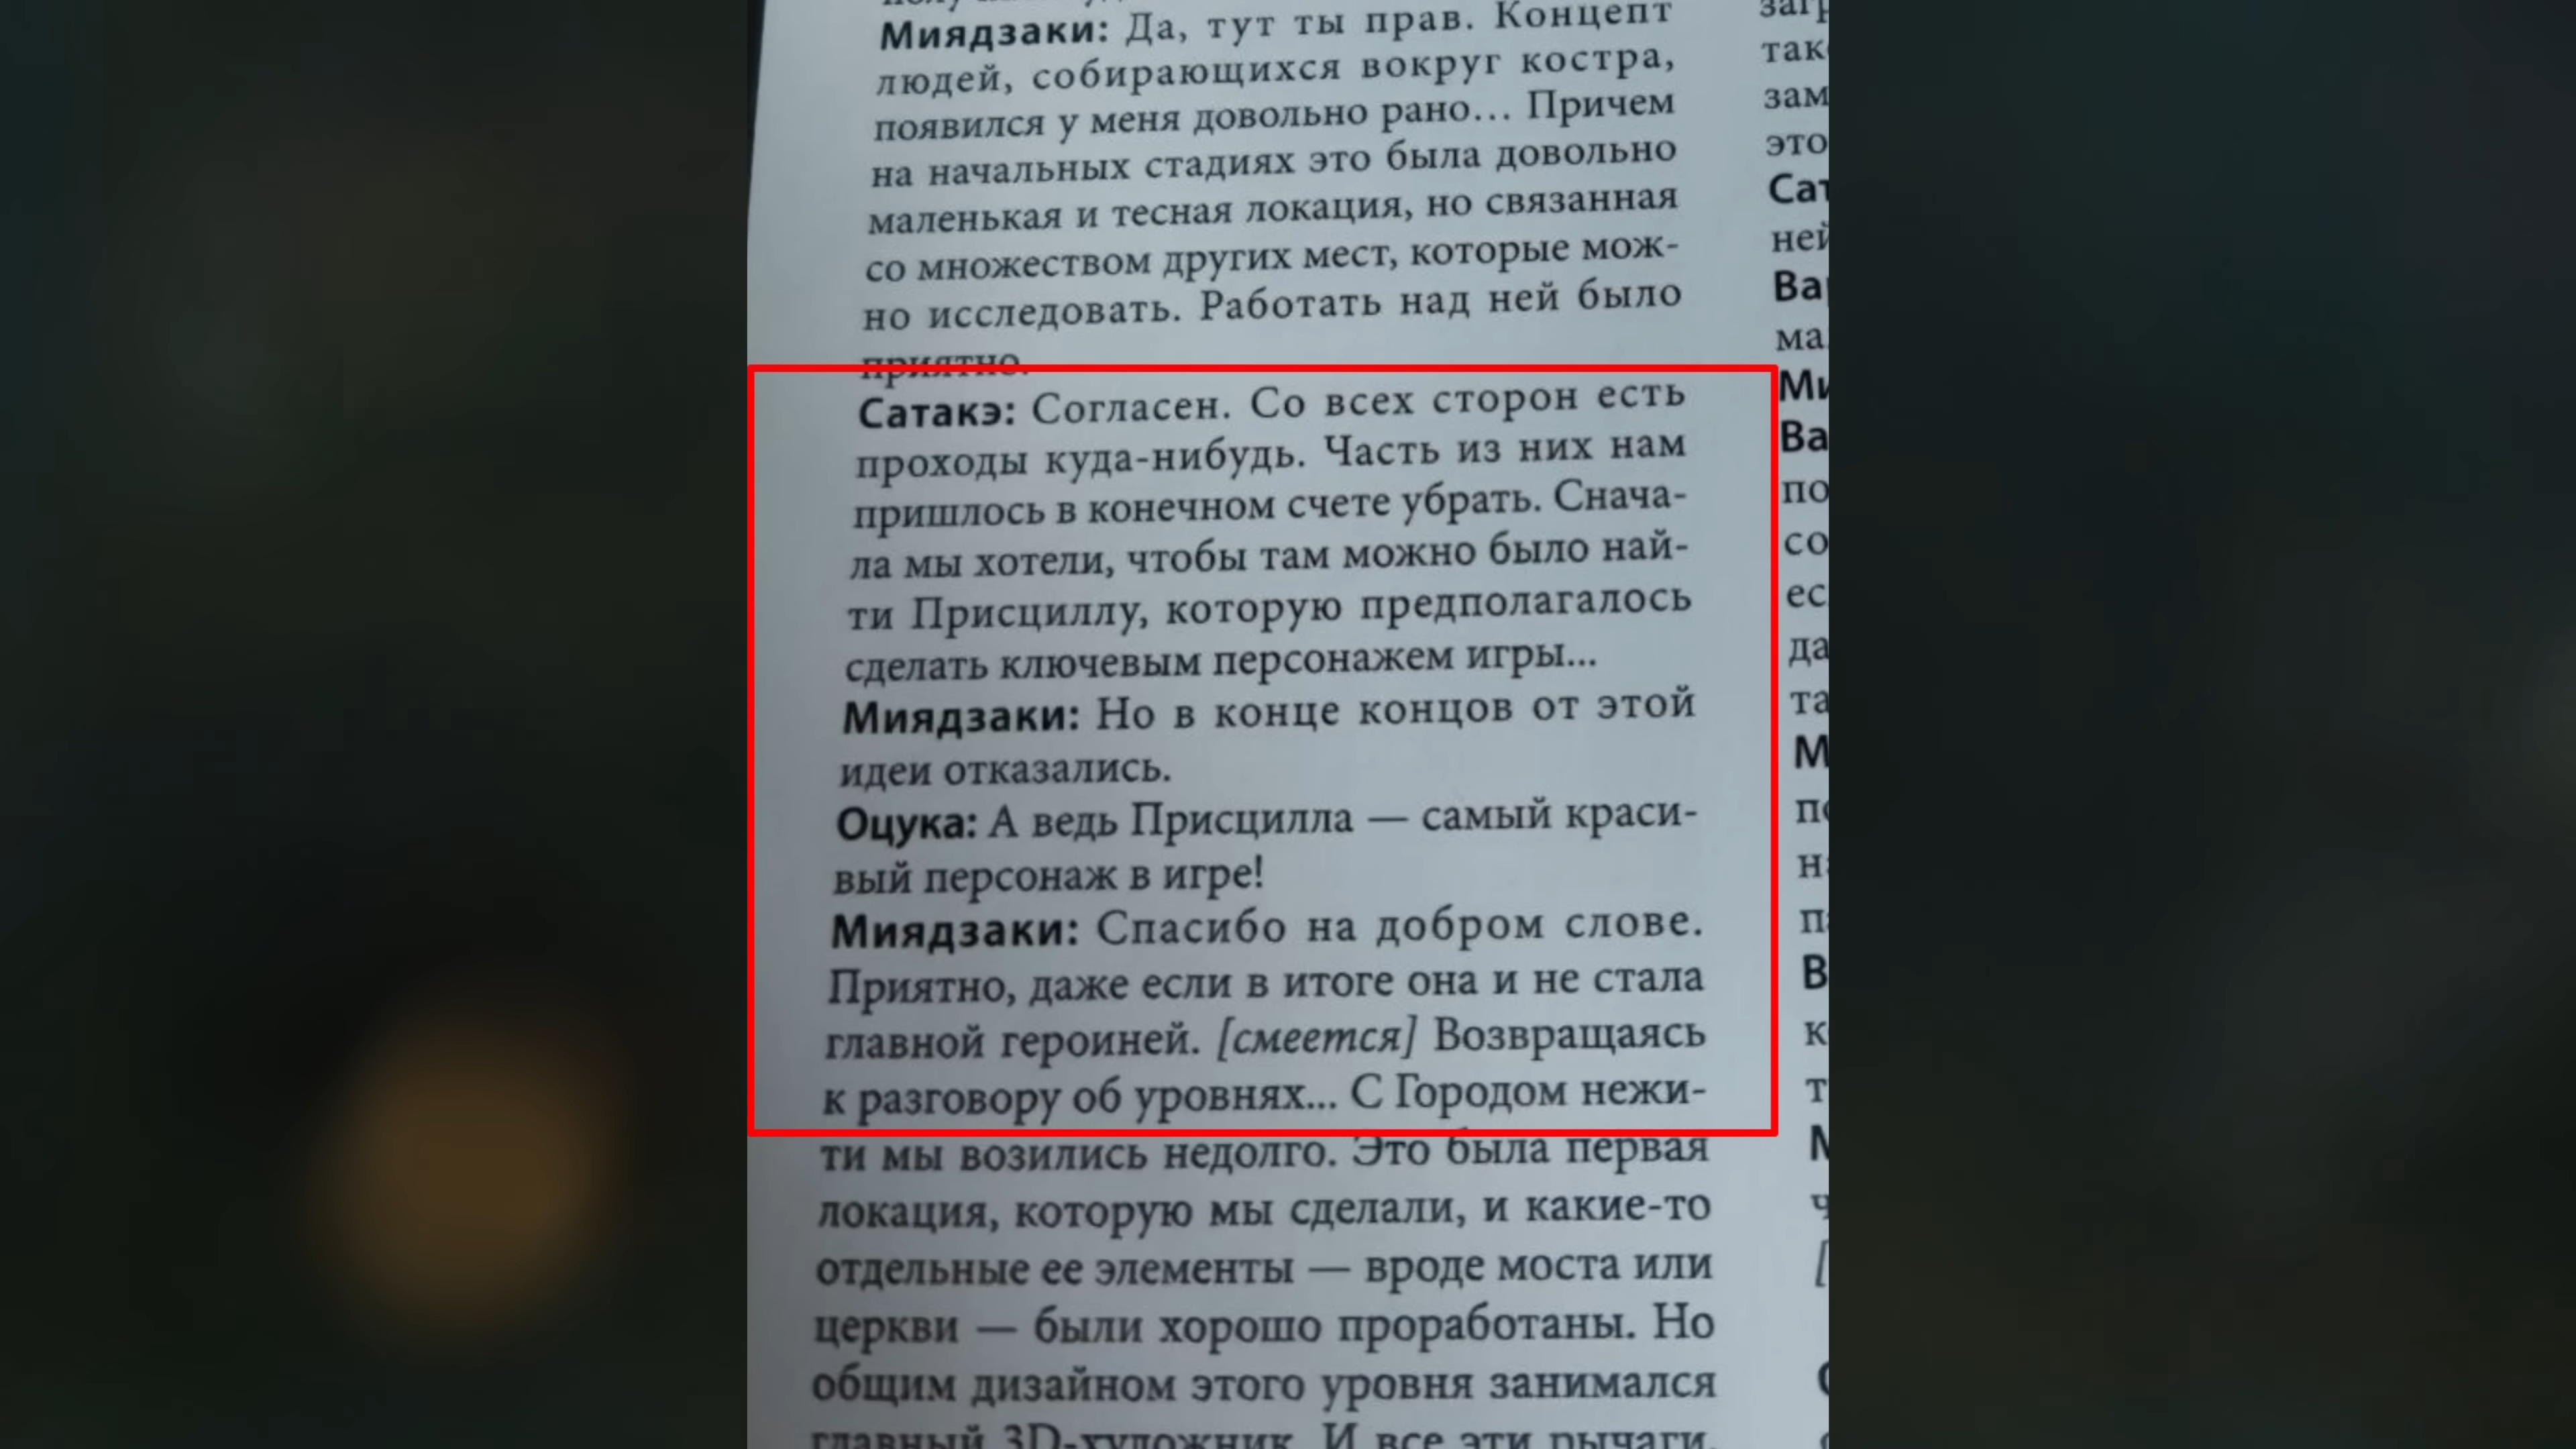 Миядзаки: Да, тут ты прав. Концепт
людей, собирающихся вокруг костра,
появился у меня довольно рано… Причем
на начальных стадиях это была довольно
маленькая и тесная локация, но связанная
со множеством других мест, которые мож-
но исследовать. Работать над ней было
приятно.
Сатакэ: Согласен. Со всех сторон есть
проходы куда-нибудь. Часть из них нам
пришлось в конечном счете убрать. Снача-
ла мы хотели, чтобы там можно было най-
ти Присциллу, которую предполагалось
сделать ключевым персонажем игры…
Миядзаки: Но в конце концов от этой
идеи отказались.
Оцука: А ведь Присцилла — самый краси-
вый персонаж в игре!
Миядзаки: Спасибо на добром слове.
Приятно, даже если в итоге она и не стала
главной героиней. [смеется] Возвращаясь
к разговору об уровнях… С Городом нежи-
ти мы возились недолго. Это была первая
локация, которую мы сделали, и какие-то
отдельные ее элементы — вроде моста или
церкви — были хорошо проработаны. Но
общим дизайном этого уровня занимался
главный 3D-художник. И все эти рычаги,